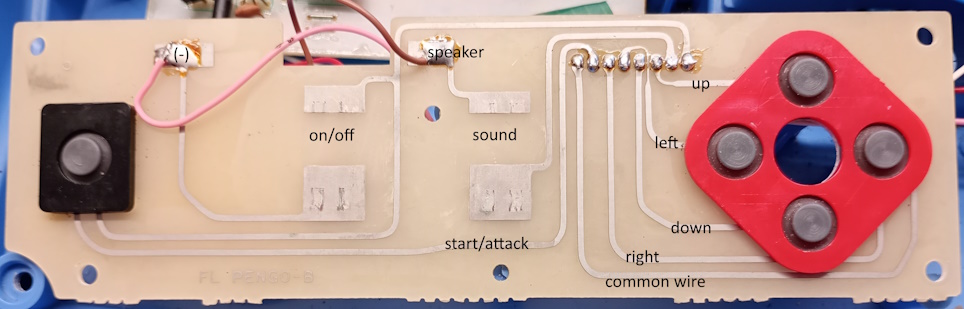 (-)
speaker
up
on/off
sound
left
down
start/attack
right
common wire